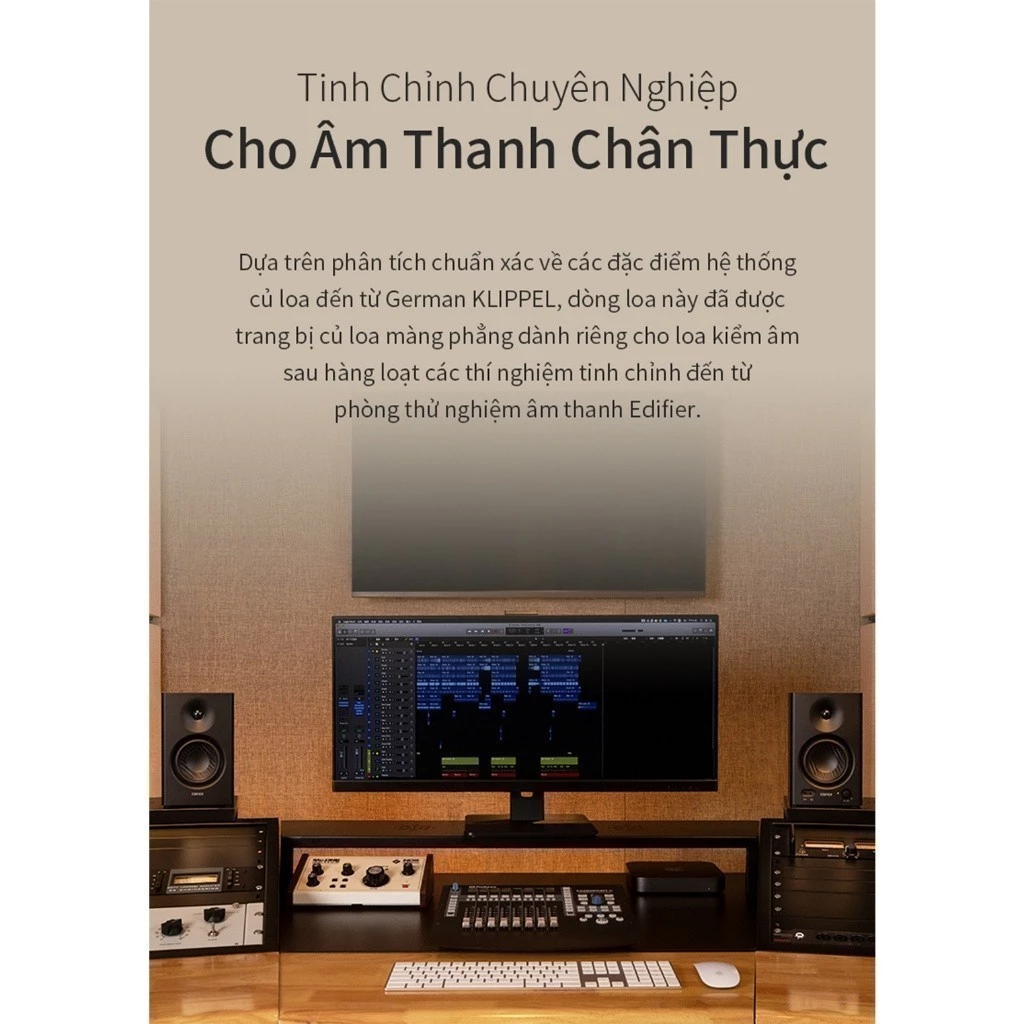 Tinh Chỉnh Chuyên Nghiệp
Cho Âm Thanh Chân Thực
Dựa trên phân tích chuẩn xác về các đặc điểm hệ thống
củ loa đến từ German KLIPPEL, dòng loa này đã được
trang bị củ loa màng phẳng dành riêng cho loa kiểm âm
sau hàng loạt các thí nghiệm tinh chỉnh đến từ
phòng thử nghiệm âm thanh Edifier.
EDIFIER
EDIFIER